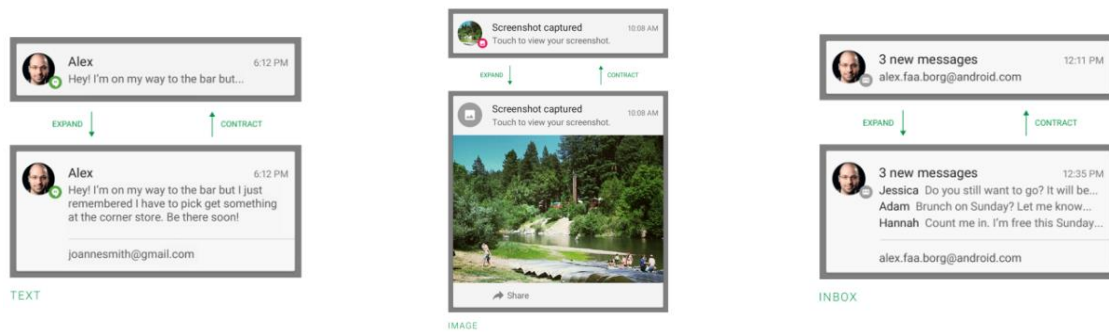 Alex 6:12 PM
Hey! I'm on my way to the bar but...
EXPAND CONTRACT
Alex 6:12 PM
Hey! I'm on my way to the bar but I just
remembered I have to pick get something
at the corner store. Be there soon!
joannesmith@gmail.com
TEXT
Screenshot captured 10:08 AM
Touch to view your screenshot.
EXPAND CONTRACT
Screenshot captured 10:08 AM
Touch to view your screenshot.
Share
IMAGE
3 new messages 12:11 PM
alex.faa.borg@android.com
EXPAND CONTRACT
3 new messages 12:35 PM
Jessica Do you still want to go? It will be...
Adam Brunch on Sunday? Let me know...
Hannah Count me in. I'm free this Sunday...
alex.faa.borg@android.com
INBOX